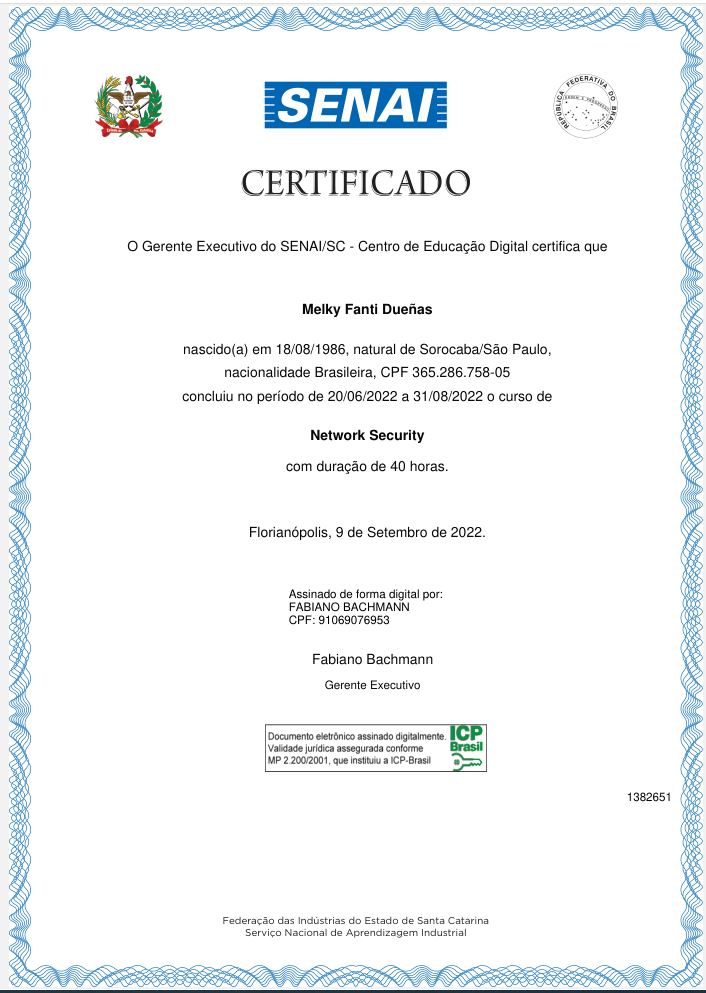 SENAI
REPÚBLICA FEDERATIVA DO BRASIL
CERTIFICADO
O Gerente Executivo do SENAI/SC - Centro de Educação Digital certifica que
Melky Fanti Dueñas
nascido(a) em 18/08/1986, natural de Sorocaba/São Paulo,
nacionalidade Brasileira, CPF 365.286.758-05
concluiu no período de 20/06/2022 a 31/08/2022 o curso de
Network Security
com duração de 40 horas.
Florianópolis, 9 de Setembro de 2022.
Assinado de forma digital por:
FABIANO BACHMANN
CPF: 91069076953
Fabiano Bachmann
Gerente Executivo
Documento eletrônico assinado digitalmente.
Validade jurídica assegurada conforme
MP 2.200/2001, que instituiu a ICP-Brasil
ICP
Brasil
1382651
Federação das Indústrias do Estado de Santa Catarina
Serviço Nacional de Aprendizagem Industrial